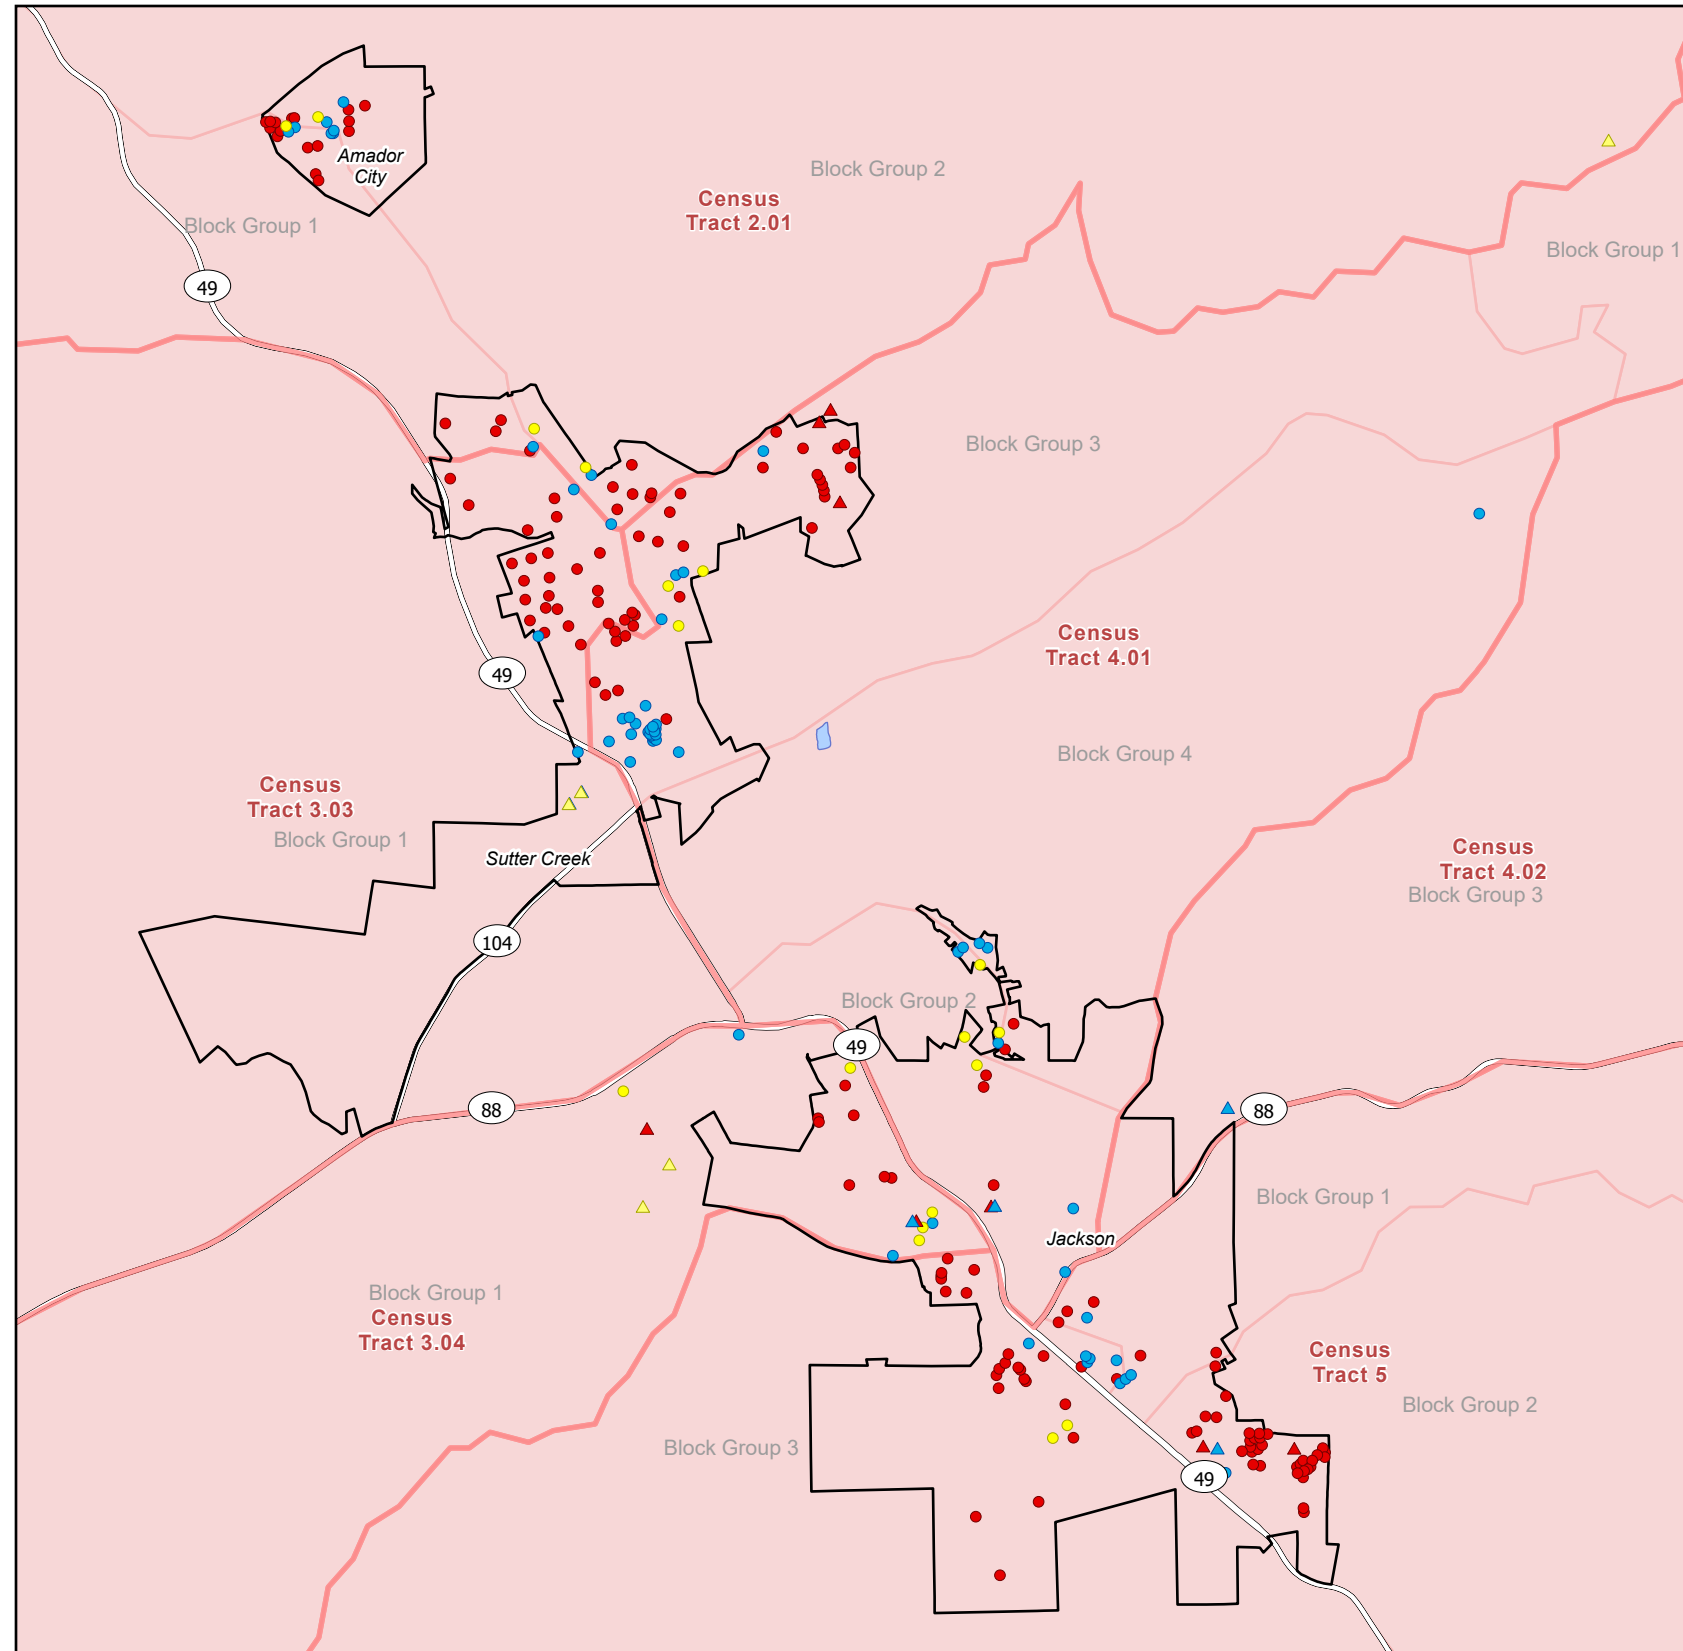 Amador
City
Block Group 2
Census
Tract 2.01
Block Group 1
Block Group 1
49
Block Group 3
Census
Tract 4.01
49
Block Group 4
Census
Tract 3.03
Block Group 1
Sutter Creek
Census
Tract 4.02
Block Group 3
104
Block Group 2
49
88
88
Block Group 1
Jackson
Block Group 1
Census
Tract 3.04
Census
Tract 5
Block Group 2
Block Group 3
49